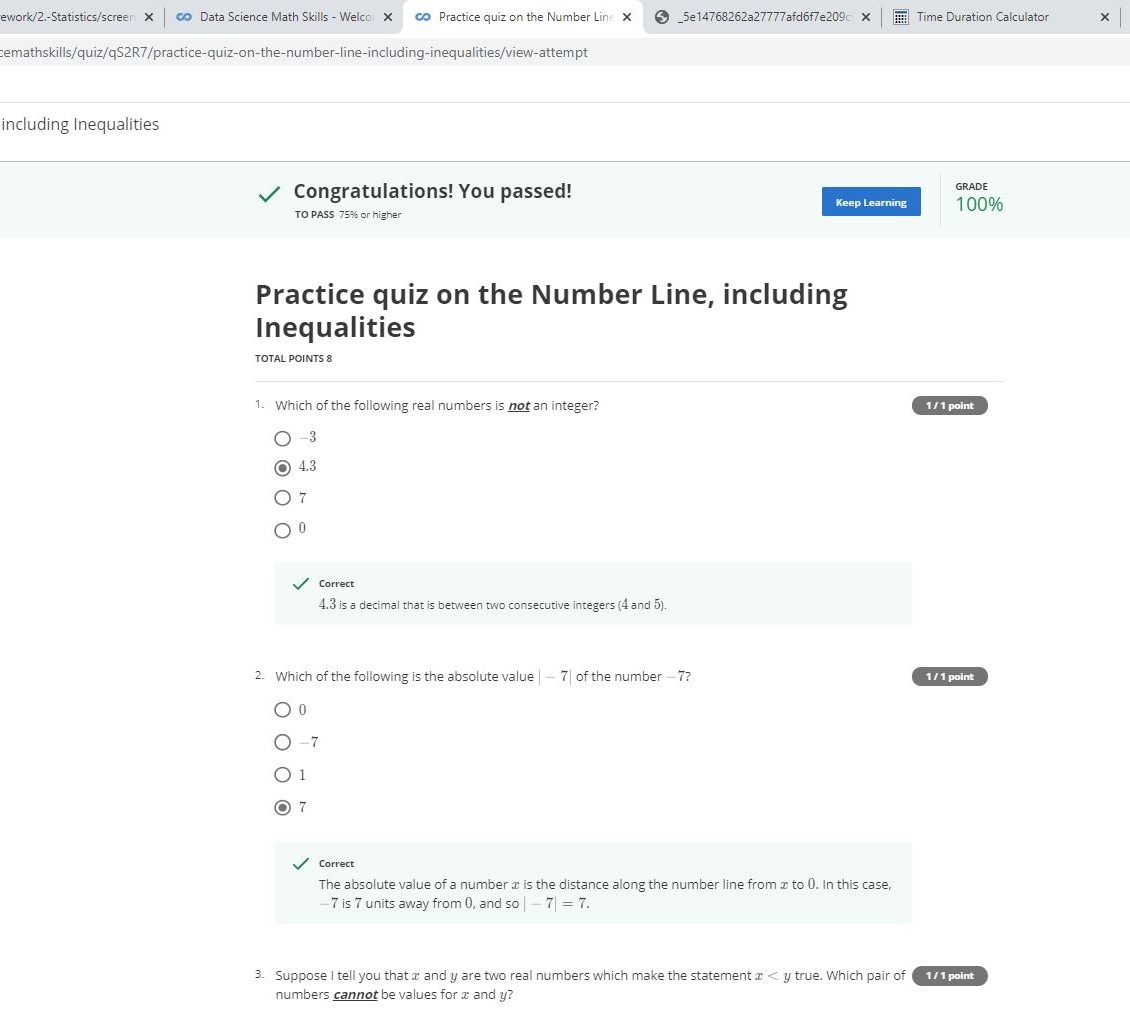 ework/2.-Statistics/screen
Data Science Math Skills - Welco
Practice quiz on the Number Line
_5e14768262a27777afd6f7e209c
Time Duration Calculator
cemathskills/quiz/qS2R7/practice-quiz-on-the-number-line-including-inequalities/view-attempt
including Inequalities
Congratulations! You passed!
TO PASS 75% or higher
Keep Learning
GRADE
100%
Practice quiz on the Number Line, including
Inequalities
TOTAL POINTS 8
1. Which of the following real numbers is not an integer?
1 / 1 point
−3
4.3
7
0
Correct
4.3 is a decimal that is between two consecutive integers (4 and 5).
2. Which of the following is the absolute value | − 7| of the number −7?
1 / 1 point
0
−7
1
7
Correct
The absolute value of a number x is the distance along the number line from x to 0. In this case,
−7 is 7 units away from 0, and so | − 7| = 7.
3. Suppose I tell you that x and y are two real numbers which make the statement x < y true. Which pair of
1 / 1 point
numbers cannot be values for x and y?